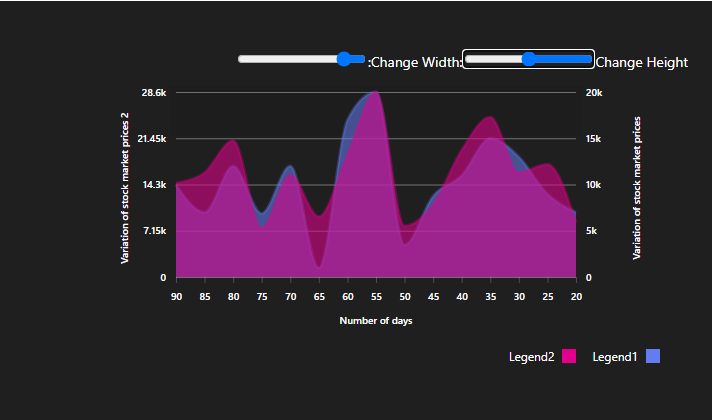 :Change Width: Change Height
28.6k
21.45k
14.3k
7.15k
0
Variation of stock market prices 2
20k
15k
10k
5k
0
Variation of stock market prices
90 85 80 75 70 65 60 55 50 45 40 35 30 25 20
Number of days
Legend2 Legend1